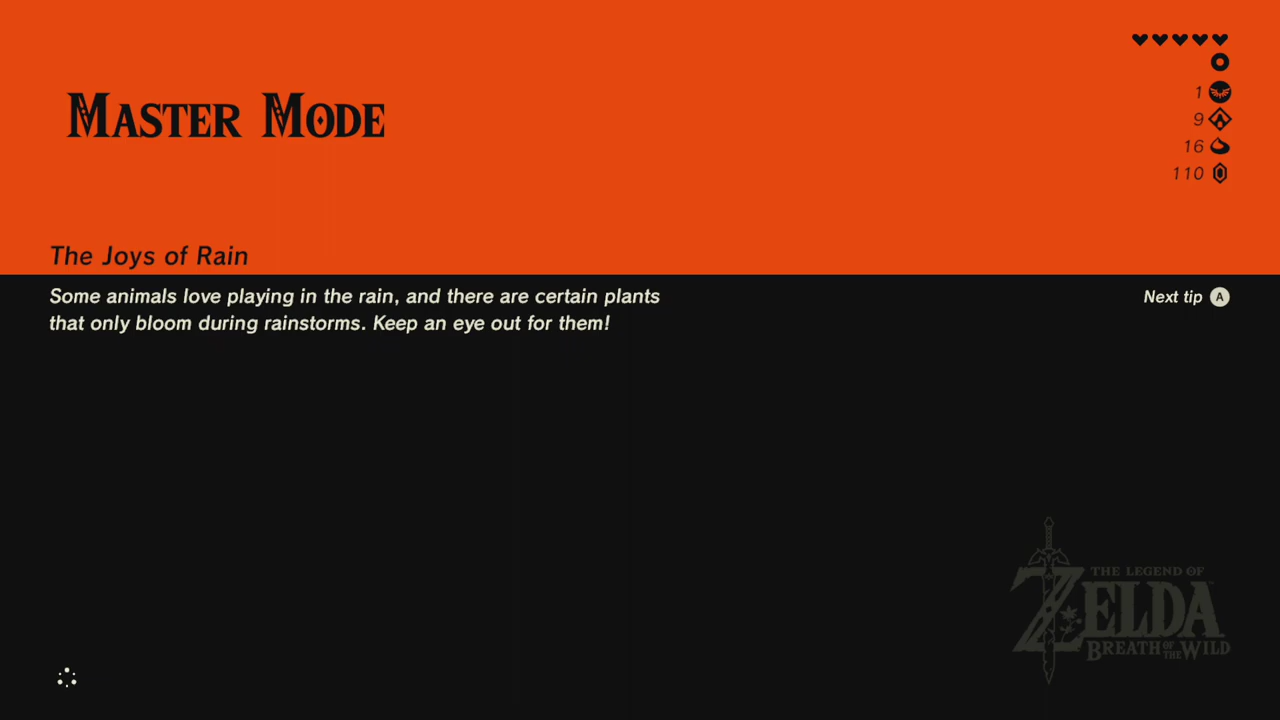 Master Mode
1
9
16
110
The Joys of Rain
Some animals love playing in the rain, and there are certain plants
that only bloom during rainstorms. Keep an eye out for them!
Next tip A
THE LEGEND OF
ZELDA
BREATH OF THE WILD